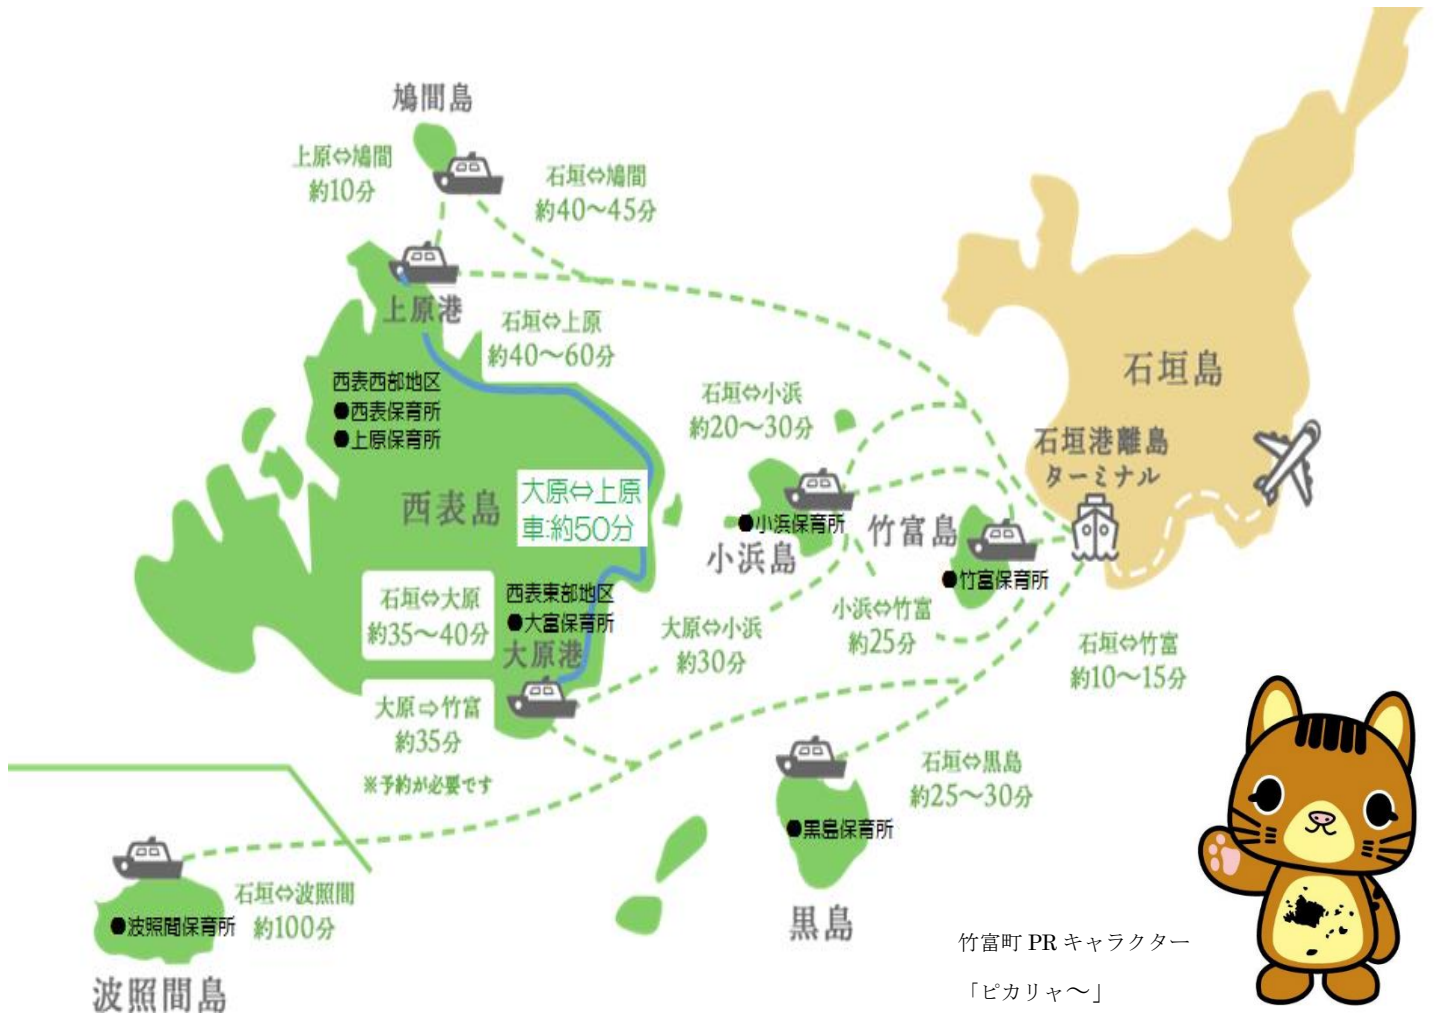 鳩間島
上原⇔鳩間
約10分
石垣⇔鳩間
約40～45分
上原港
石垣⇔上原
約40～60分
西表西部地区
●西表保育所
●上原保育所
西表島
大原⇔上原
車:約50分
石垣⇔大原
約35～40分
西表東部地区
●大富保育所
大原港
大原⇨竹富
約35分
※予約が必要です
石垣⇔小浜
約20～30分
●小浜保育所
小浜島
大原⇔小浜
約30分
竹富島
●竹富保育所
小浜⇔竹富
約25分
石垣島
石垣港離島
ターミナル
石垣⇔竹富
約10～15分
石垣⇔黒島
約25～30分
●黒島保育所
黒島
石垣⇔波照間
約100分
●波照間保育所
波照間島
竹富町 PR キャラクター
「ピカリャ～」